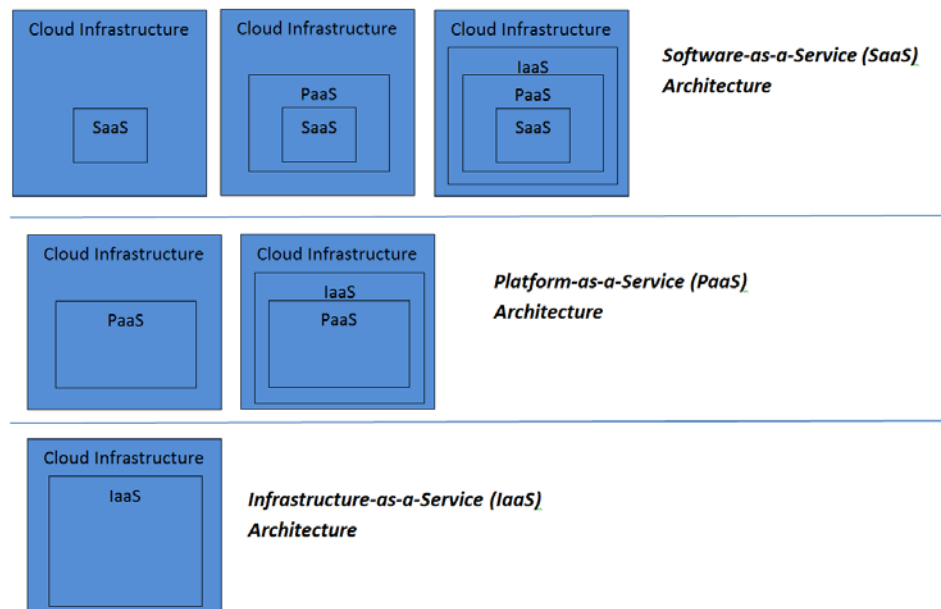 Cloud Infrastructure
SaaS
Cloud Infrastructure
PaaS
SaaS
Cloud Infrastructure
IaaS
PaaS
SaaS
Software-as-a-Service (SaaS)
Architecture
Cloud Infrastructure
PaaS
Cloud Infrastructure
IaaS
PaaS
Platform-as-a-Service (PaaS)
Architecture
Cloud Infrastructure
IaaS
Infrastructure-as-a-Service (IaaS)
Architecture